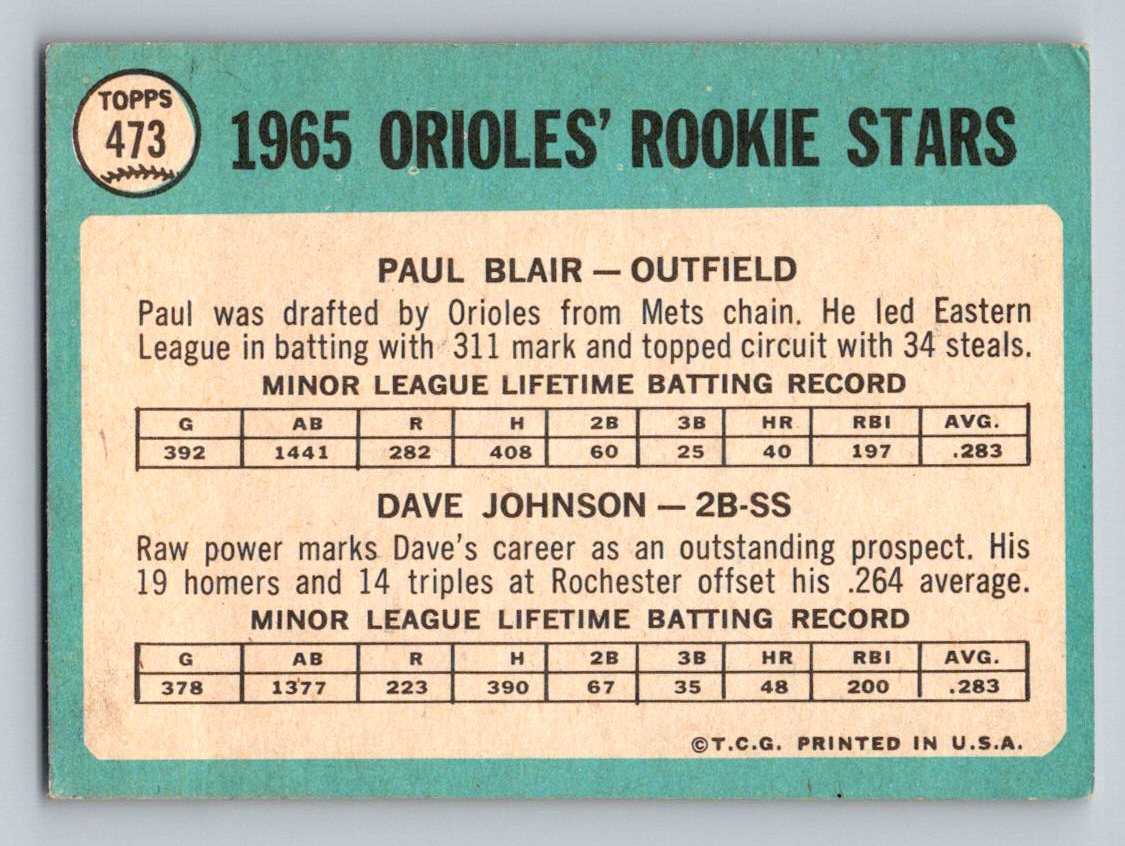 TOPPS
473
1965 ORIOLES' ROOKIE STARS
PAUL BLAIR — OUTFIELD
Paul was drafted by Orioles from Mets chain. He led Eastern
League in batting with 311 mark and topped circuit with 34 steals.
MINOR LEAGUE LIFETIME BATTING RECORD
G AB R H 2B 3B HR RBI AVG.
392 1441 282 408 60 25 40 197 .283
DAVE JOHNSON — 2B-SS
Raw power marks Dave's career as an outstanding prospect. His
19 homers and 14 triples at Rochester offset his .264 average.
MINOR LEAGUE LIFETIME BATTING RECORD
G AB R H 2B 3B HR RBI AVG.
378 1377 223 390 67 35 48 200 .283
©T.C.G. PRINTED IN U.S.A.